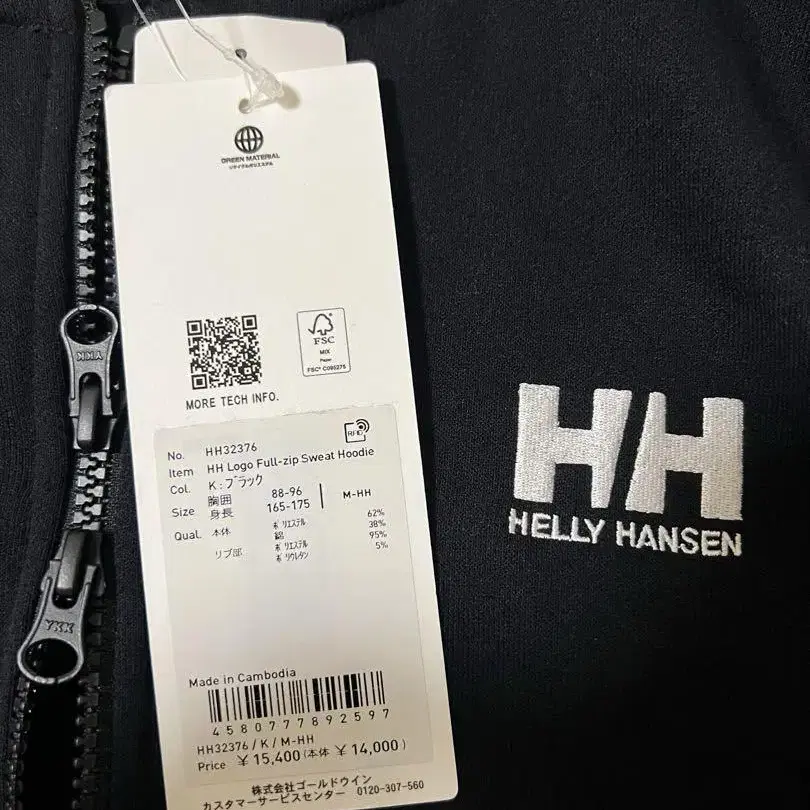 GREEN MATERIAL
リサイクルポリエステル
FSC
MIX
Paper
FSC® C095275
MORE TECH INFO.
RFID
No. HH32376
Item HH Logo Full-zip Sweat Hoodie
Col. K:ブラック
Size 胸囲 88-96 M-HH
身長 165-175
Qual. 本体 ポリエステル 62%
綿 38%
リブ部 ポリエステル 95%
ポリウレタン 5%
Made in Cambodia
4580777892597
HH32376/K/M-HH
Price ¥15,400(本体 ¥14,000)
株式会社ゴールドウイン
カスタマーサービスセンター 0120-307-560
YKK
YKK
HH
HELLY HANSEN